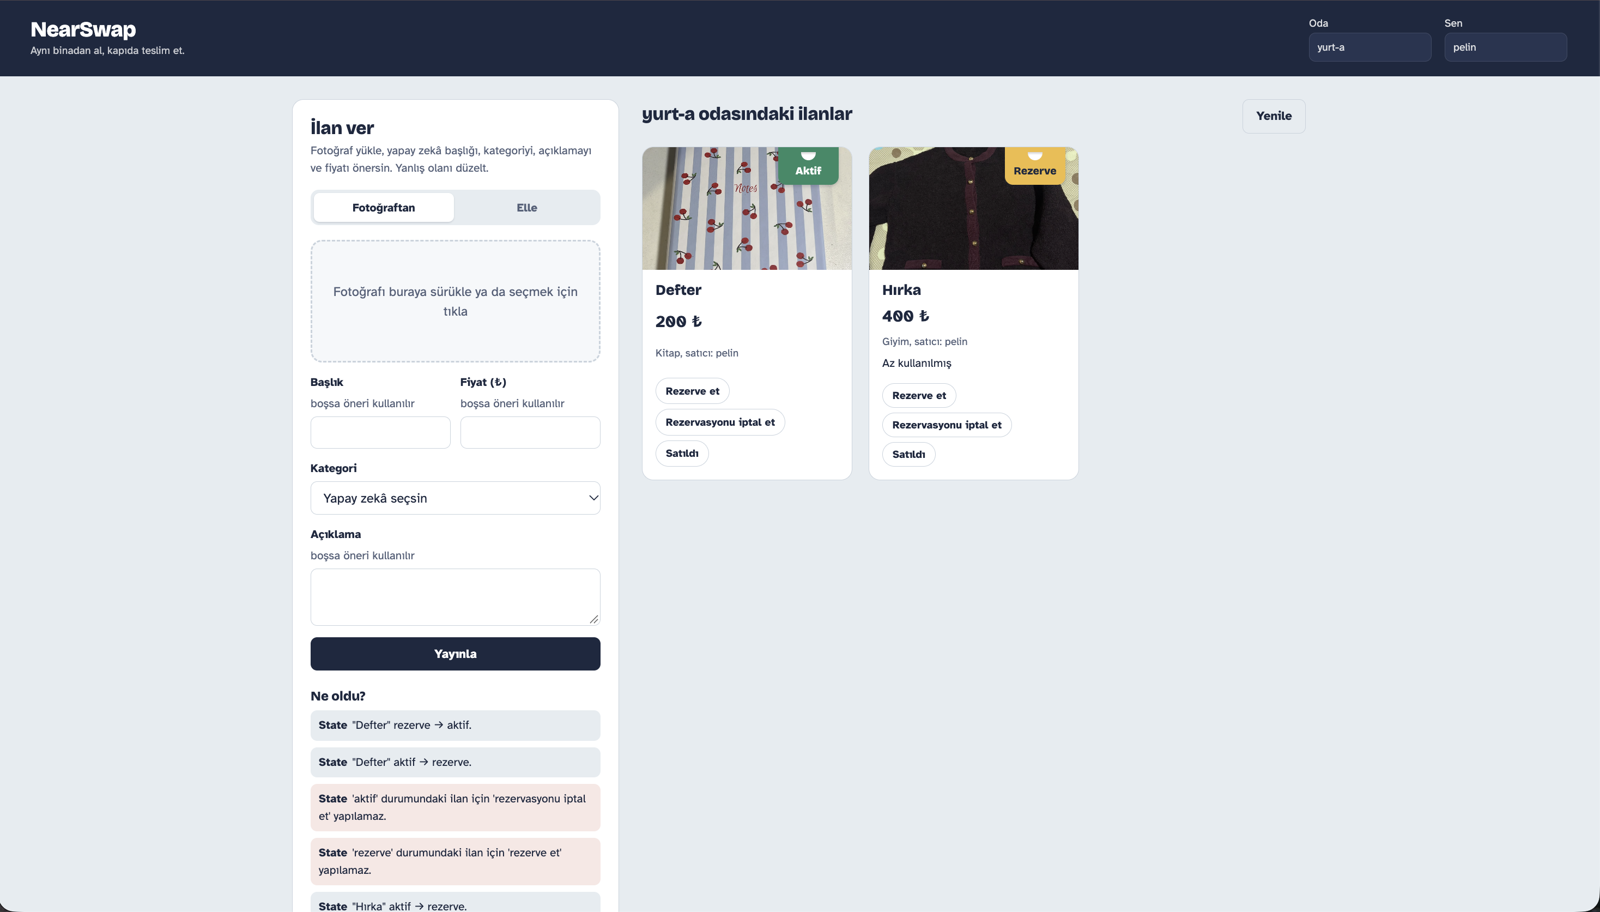 NearSwap
Aynı binadan al, kapıda teslim et.
Oda
yurt-a
Sen
pelin
İlan ver
Fotoğraf yükle, yapay zekâ başlığı, kategoriyi, açıklamayı
ve fiyatı önersin. Yanlış olanı düzelt.
Fotoğraftan
Elle
Fotoğrafı buraya sürükle ya da seçmek için
tıkla
Başlık
boşsa öneri kullanılır
Fiyat (₺)
boşsa öneri kullanılır
Kategori
Yapay zekâ seçsin
Açıklama
boşsa öneri kullanılır
Yayınla
Ne oldu?
State "Defter" rezerve → aktif.
State "Defter" aktif → rezerve.
State 'aktif' durumundaki ilan için 'rezervasyonu iptal
et' yapılamaz.
State 'rezerve' durumundaki ilan için 'rezerve et'
yapılamaz.
State "Hırka" aktif → rezerve.
yurt-a odasındaki ilanlar
Yenile
Notes
Aktif
Defter
200 ₺
Kitap, satıcı: pelin
Rezerve et
Rezervasyonu iptal et
Satıldı
Rezerve
Hırka
400 ₺
Giyim, satıcı: pelin
Az kullanılmış
Rezerve et
Rezervasyonu iptal et
Satıldı